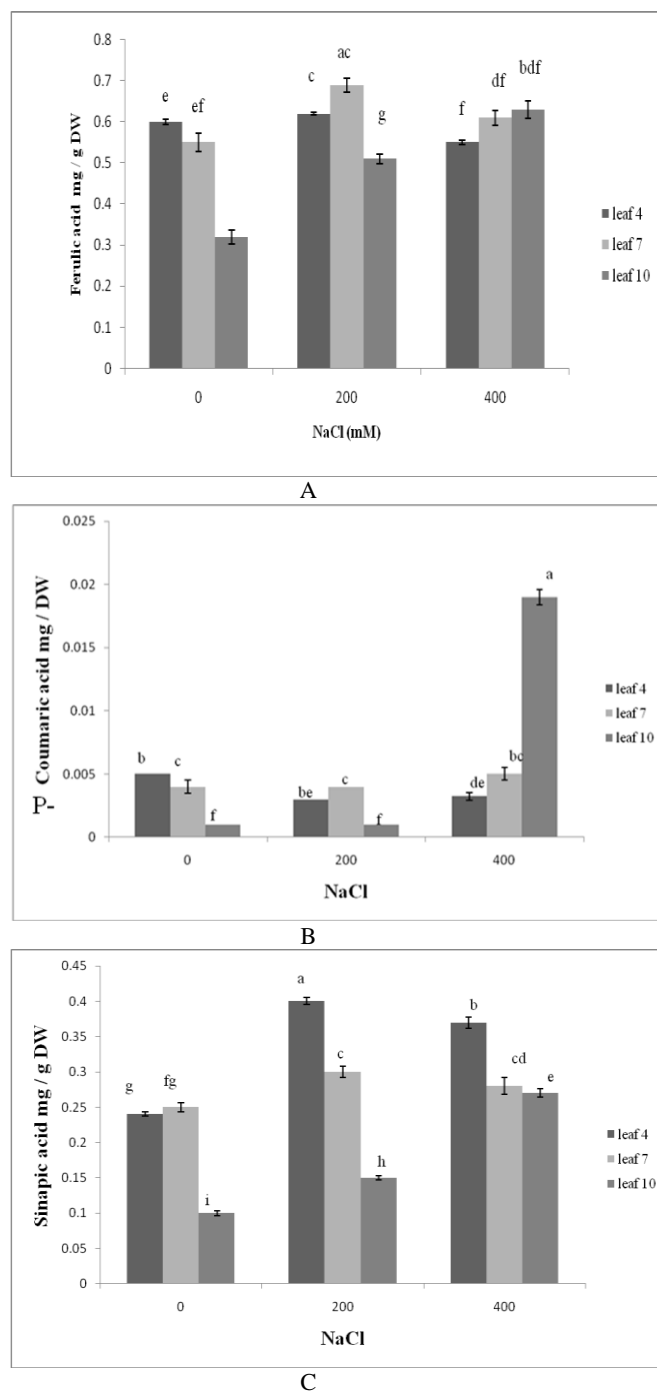 0.8
0.7
0.6
0.5
0.4
0.3
0.2
0.1
0
Ferulic acid mg / g DW
e
ef
c
ac
g
f
df
bdf
leaf 4
leaf 7
leaf 10
0
200
400
NaCl (mM)
A
0.025
0.02
0.015
0.01
0.005
0
P- Coumaric acid mg / DW
b
c
f
be
c
f
de
bc
a
leaf 4
leaf 7
leaf 10
0
200
400
NaCl
B
0.45
0.4
0.35
0.3
0.25
0.2
0.15
0.1
0.05
0
Sinapic acid mg / g DW
g
fg
i
a
c
h
b
cd
e
leaf 4
leaf 7
leaf 10
0
200
400
NaCl
C